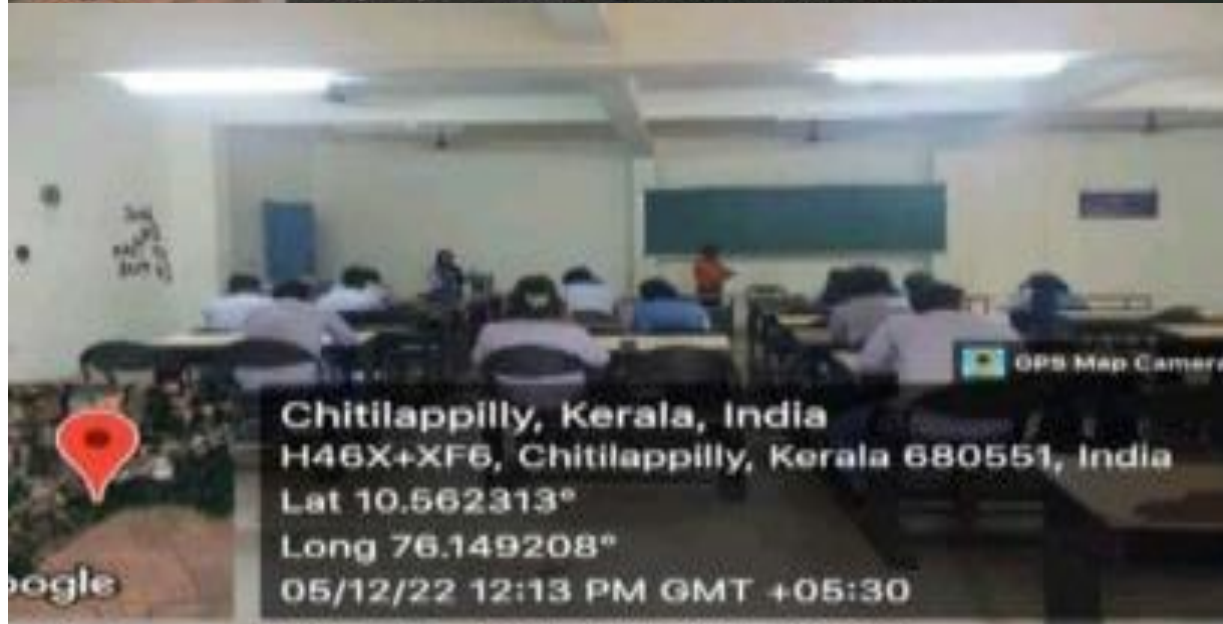 GPS Map Camera
Chitilappilly, Kerala, India
H46X+XF6, Chitilappilly, Kerala 680551, India
Lat 10.562313°
Long 76.149208°
05/12/22 12:13 PM GMT +05:30
oogle